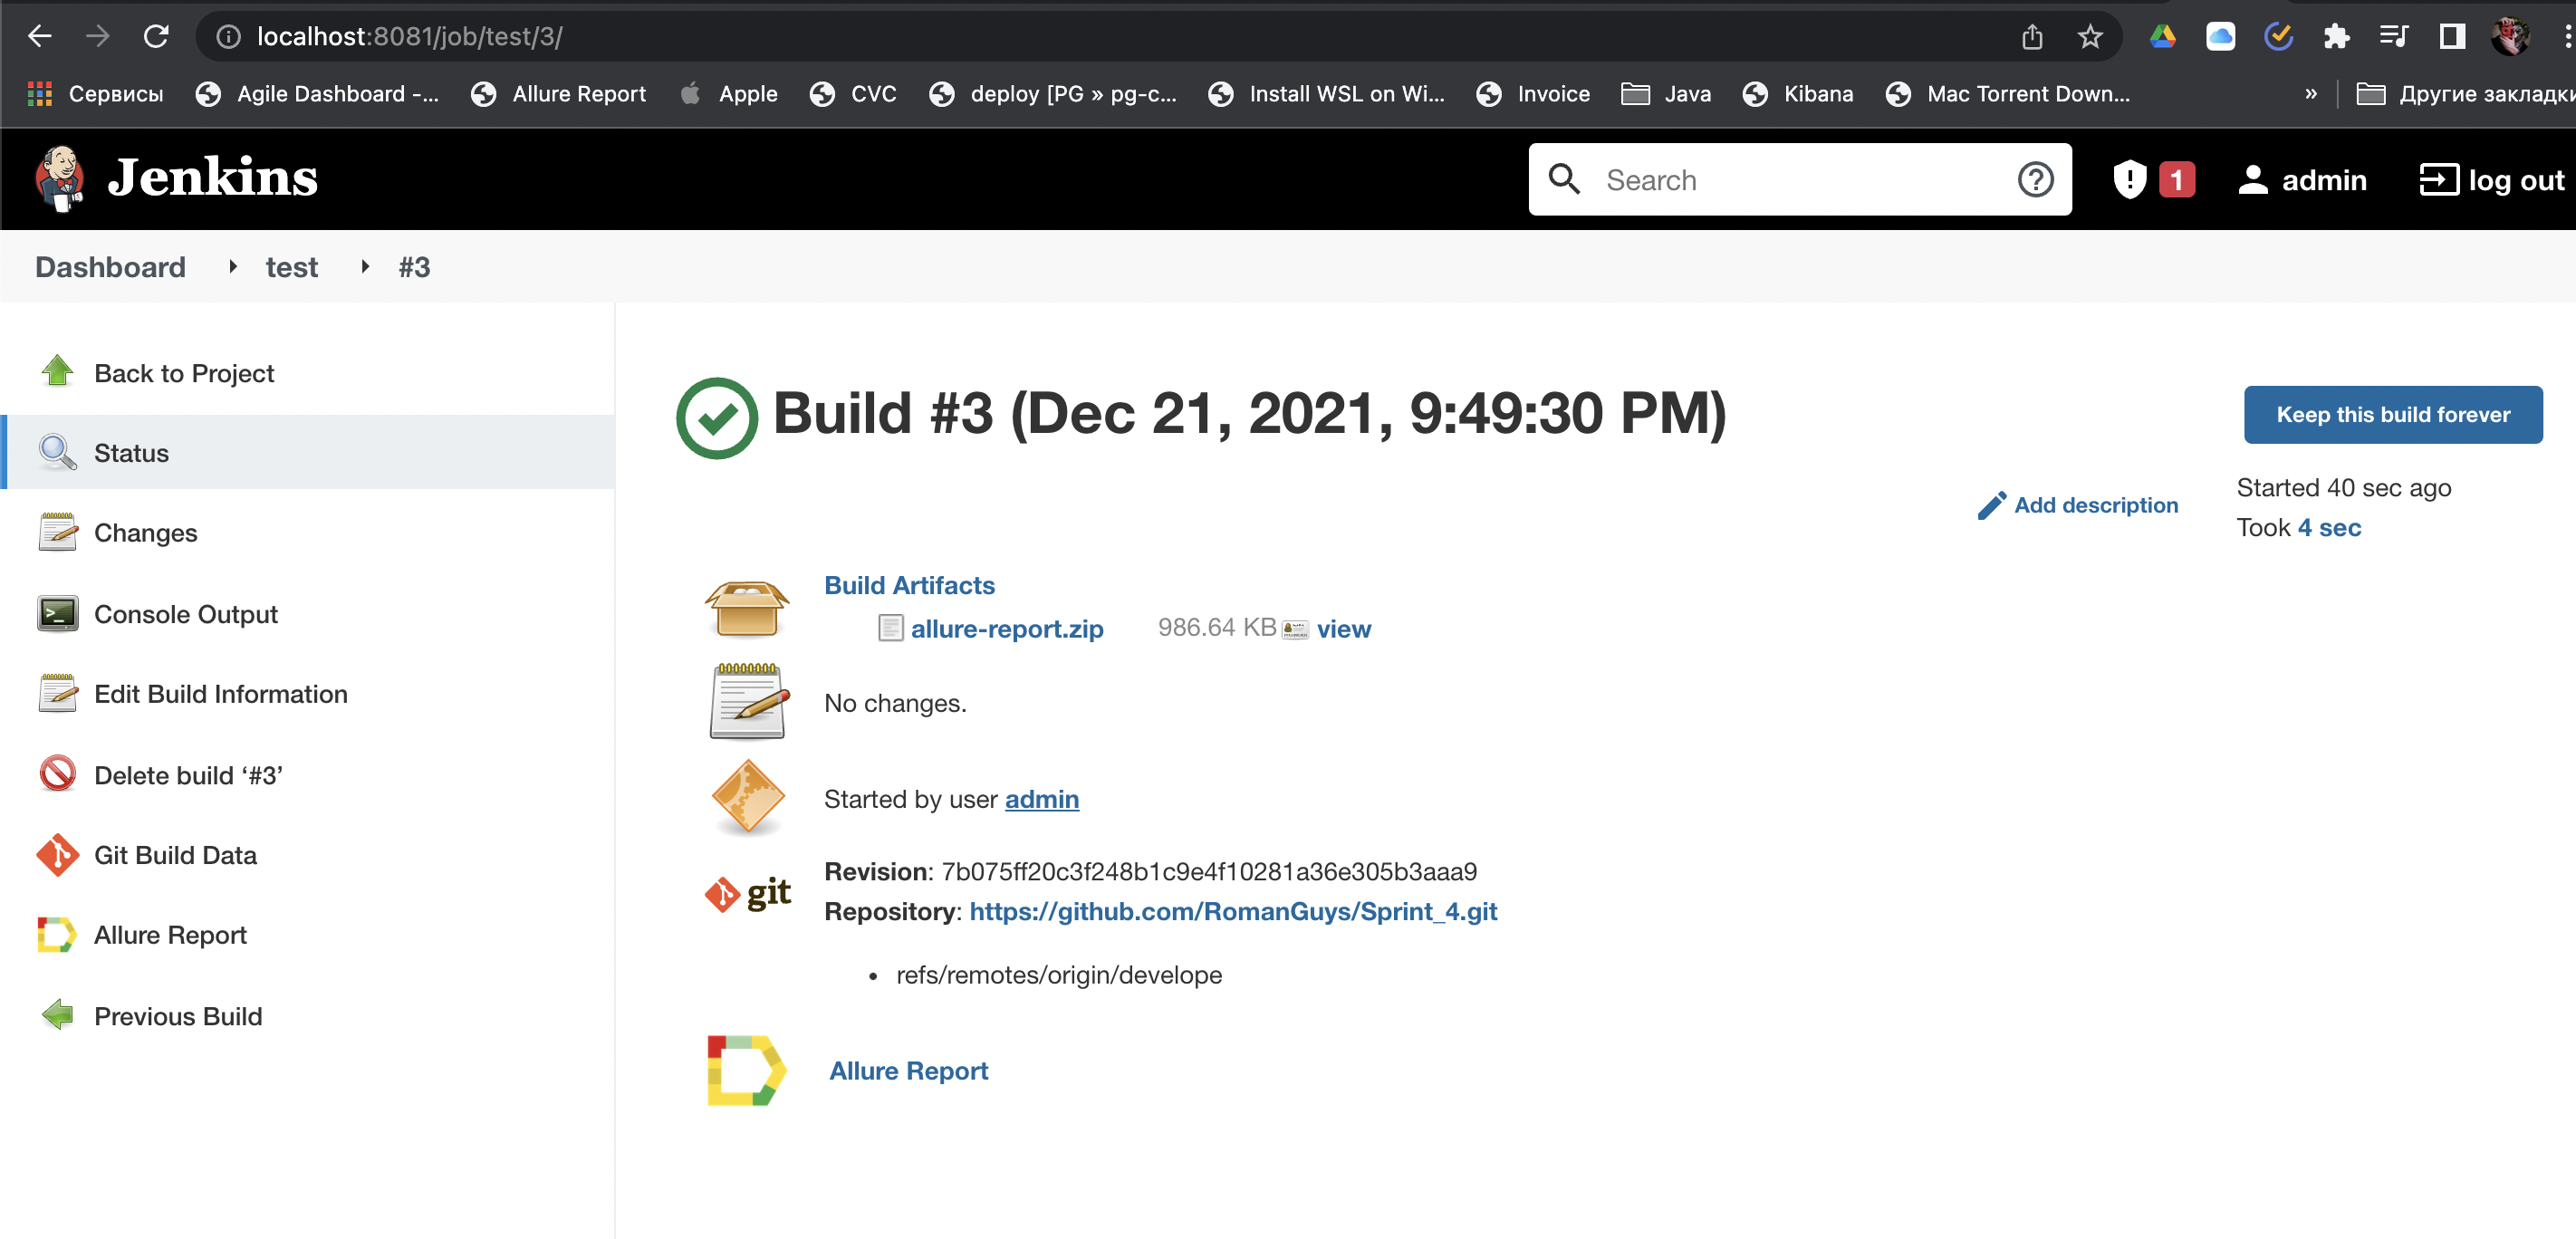 localhost:8081/job/test/3/
Сервисы Agile Dashboard -... Allure Report Apple CVC deploy [PG » pg-c... Install WSL on Wi... Invoice Java Kibana Mac Torrent Down... » Другие закладки
Jenkins Search 1 admin log out
Dashboard test #3
Back to Project
Status
Changes
Console Output
Edit Build Information
Delete build ‘#3’
Git Build Data
Allure Report
Previous Build
Build #3 (Dec 21, 2021, 9:49:30 PM)
Keep this build forever
Add description
Started 40 sec ago
Took 4 sec
Build Artifacts
allure-report.zip 986.64 KB view
No changes.
Started by user admin
git
Revision: 7b075ff20c3f248b1c9e4f10281a36e305b3aaa9
Repository: https://github.com/RomanGuys/Sprint_4.git
• refs/remotes/origin/develope
Allure Report